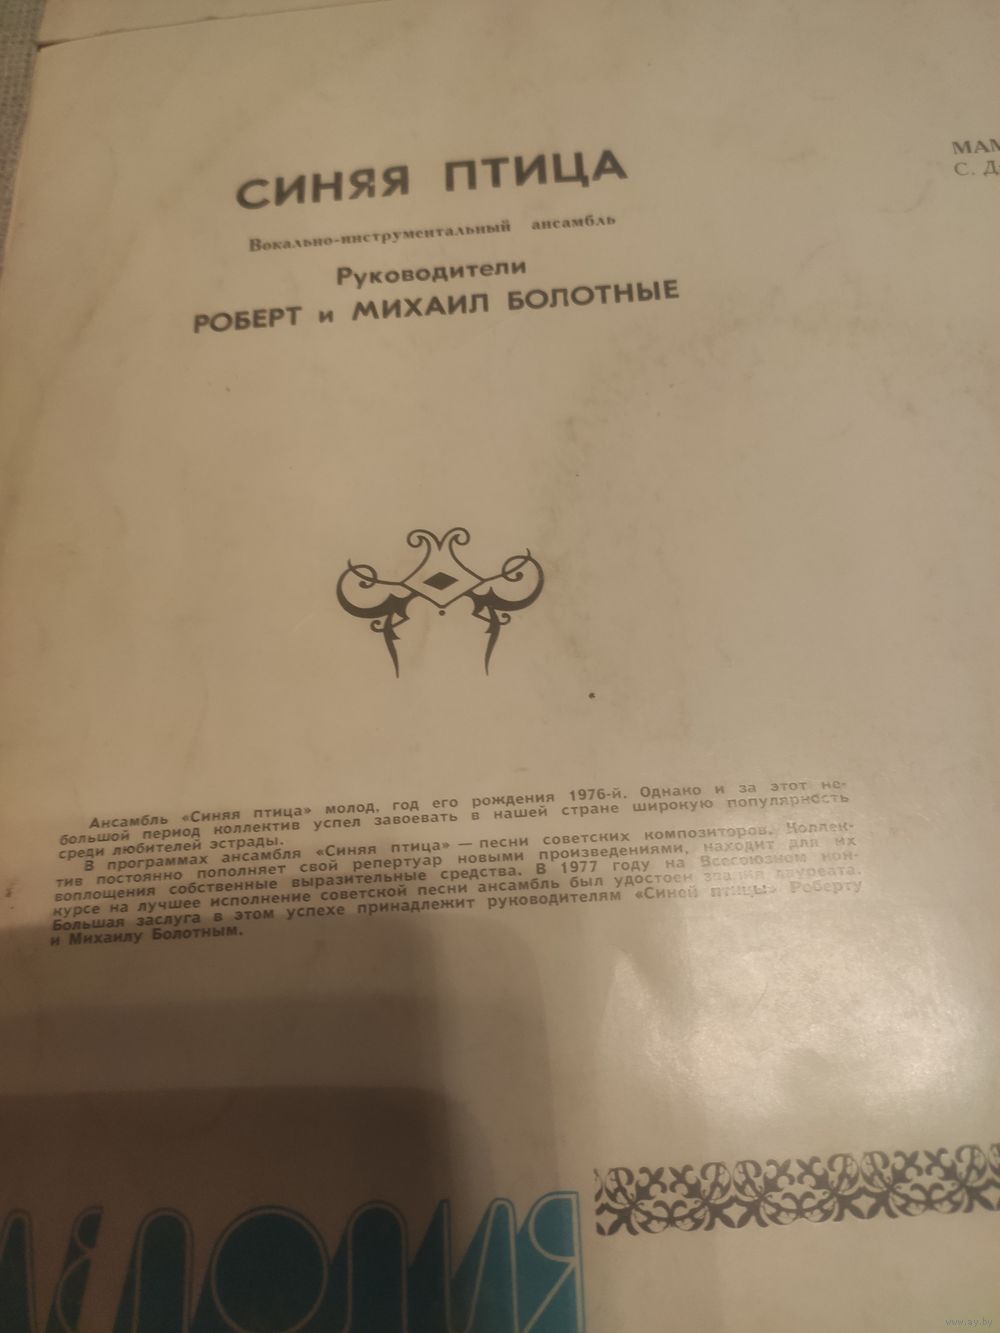 СИНЯЯ ПТИЦА
Вокально-инструментальный ансамбль
Руководители
РОБЕРТ и МИХАИЛ БОЛОТНЫЕ
МАМ
С. Д
Ансамбль «Синяя птица» молод, год его рождения 1976-й. Однако и за этот не-
большой период коллектив успел завоевать в нашей стране широкую популярность
среди любителей эстрады.
В программах ансамбля «Синяя птица» — песни советских композиторов. Коллек-
тив постоянно пополняет свой репертуар новыми произведениями, находит для их
воплощения собственные выразительные средства. В 1977 году на Всесоюзном кон-
курсе на лучшее исполнение советской песни ансамбль был удостоен звания лауреата.
Большая заслуга в этом успехе принадлежит руководителям «Синей птицы» Роберту
и Михаилу Болотным.
мелодия
www.ay.by